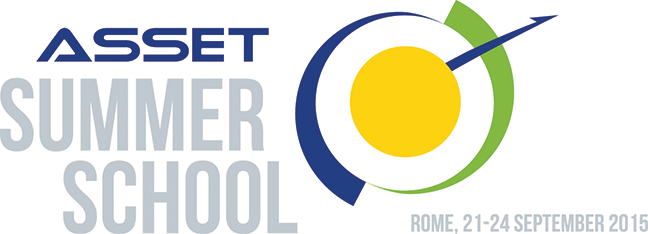 ASSET
SUMMER
SCHOOL
ROME, 21-24 SEPTEMBER 2015